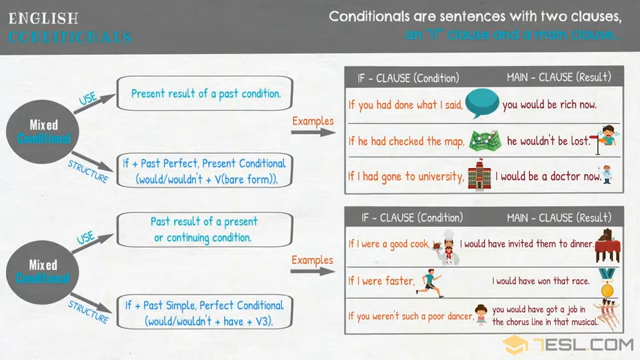 ENGLISH
CONDITIONALS
Conditionals are sentences with two clauses,
an "if" clause and a main clause.
Mixed
Conditional
USE
Present result of a past condition.
STRUCTURE
If + Past Perfect, Present Conditional
(would/wouldn't + V(bare form)).
Examples
IF - CLAUSE (Condition) MAIN - CLAUSE (Result)
If you had done what I said, you would be rich now.
If he had checked the map, he wouldn't be lost.
If I had gone to university, I would be a doctor now.
Mixed
Conditional
USE
Past result of a present
or continuing condition.
STRUCTURE
If + Past Simple, Perfect Conditional
(would/wouldn't + have + V3).
Examples
IF - CLAUSE (Condition) MAIN - CLAUSE (Result)
If I were a good cook, I would have invited them to dinner.
If I were faster, I would have won that race.
If you weren't such a poor dancer, you would have got a job in
the chorus line in that musical.
7ESL.COM